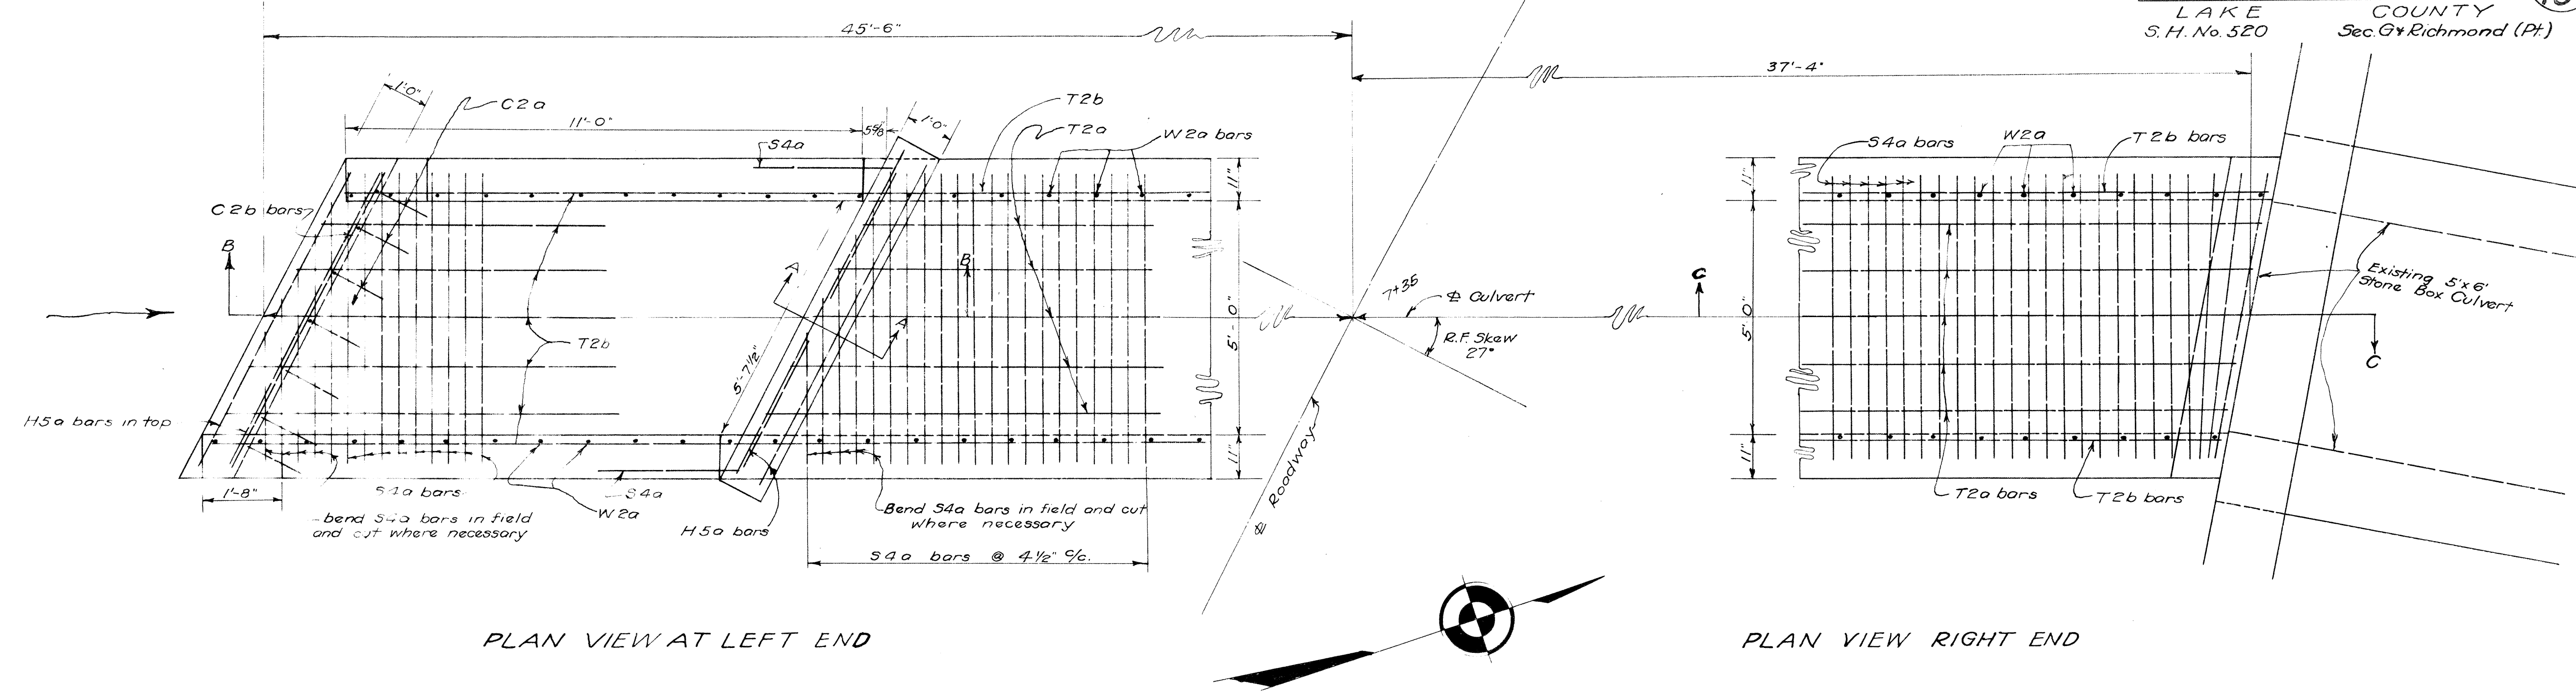 LAKE COUNTY
S.H. No. 520 Sec. G & Richmond (Pt.)
45'-6"
37'-4"
1'-0"
C2a
11'-0"
5⅝
1'-0"
T2b
T2a
W2a bars
S4a
11"
S4a bars
W2a
T2b bars
11"
C2b bars
B
A
B
A
5'-7½"
T2b
5'-0"
7+35
℄ Culvert
R.F. Skew
27°
C
5'-0"
Existing 5'x6'
Stone Box Culvert
C
H5a bars in top
1'-8"
S4a bars
bend S4a bars in field
and cut where necessary
S4a
W2a
H5a bars
Bend S4a bars in field and cut
where necessary
S4a bars @ 4½" c/c.
11"
℄ Roadway
11"
T2a bars
T2b bars
PLAN VIEW AT LEFT END
PLAN VIEW RIGHT END